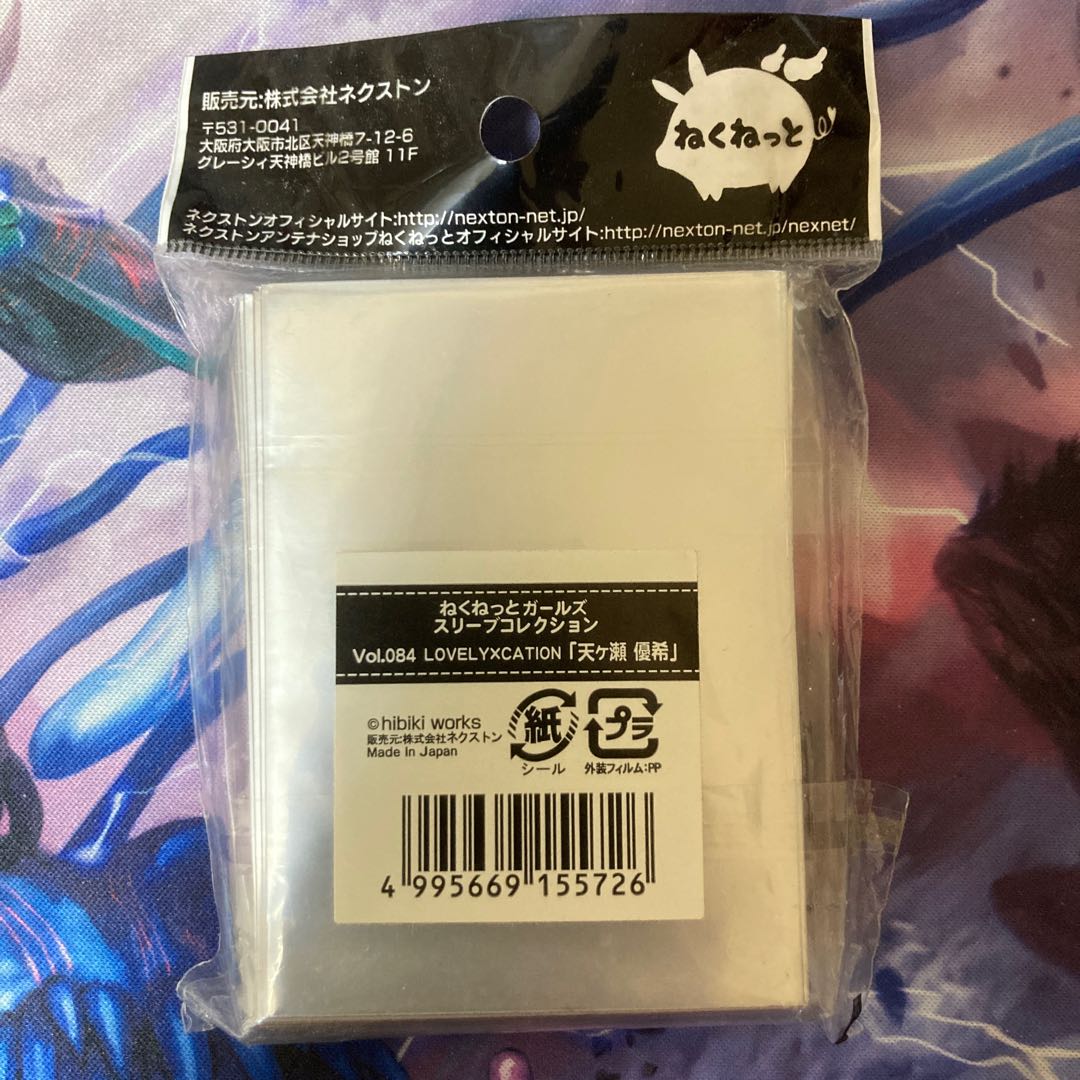 販売元:株式会社ネクストン
〒531-0041
大阪府大阪市北区天神橋7-12-6
グレーシィ天神橋ビル2号館 11F
ねくねっと
ネクストンオフィシャルサイト:http://nexton-net.jp/
ネクストンアンテナショップねくねっとオフィシャルサイト:http://nexton-net.jp/nexnet/
ねくねっとガールズ
スリーブコレクション
Vol.084 LOVELY×CATION「天ヶ瀬 優希」
©hibiki works
販売元:株式会社ネクストン
Made In Japan
紙
シール
プラ
外装フィルム:PP
4 995669 155726